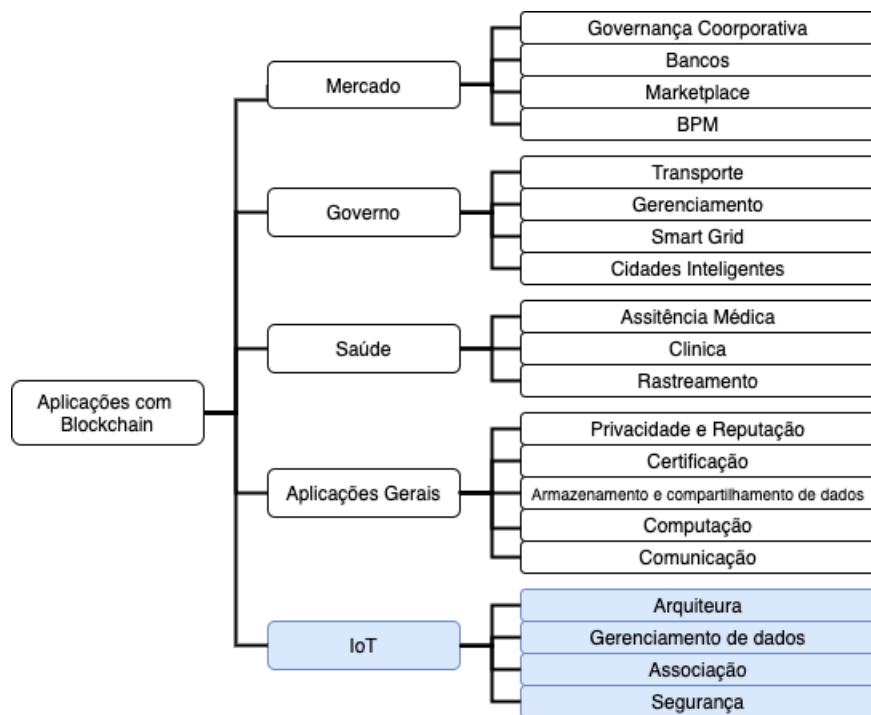 Aplicações com
Blockchain
Mercado
Governança Coorporativa
Bancos
Marketplace
BPM
Governo
Transporte
Gerenciamento
Smart Grid
Cidades Inteligentes
Saúde
Assitência Médica
Clinica
Rastreamento
Aplicações Gerais
Privacidade e Reputação
Certificação
Armazenamento e compartilhamento de dados
Computação
Comunicação
IoT
Arquiteura
Gerenciamento de dados
Associação
Segurança